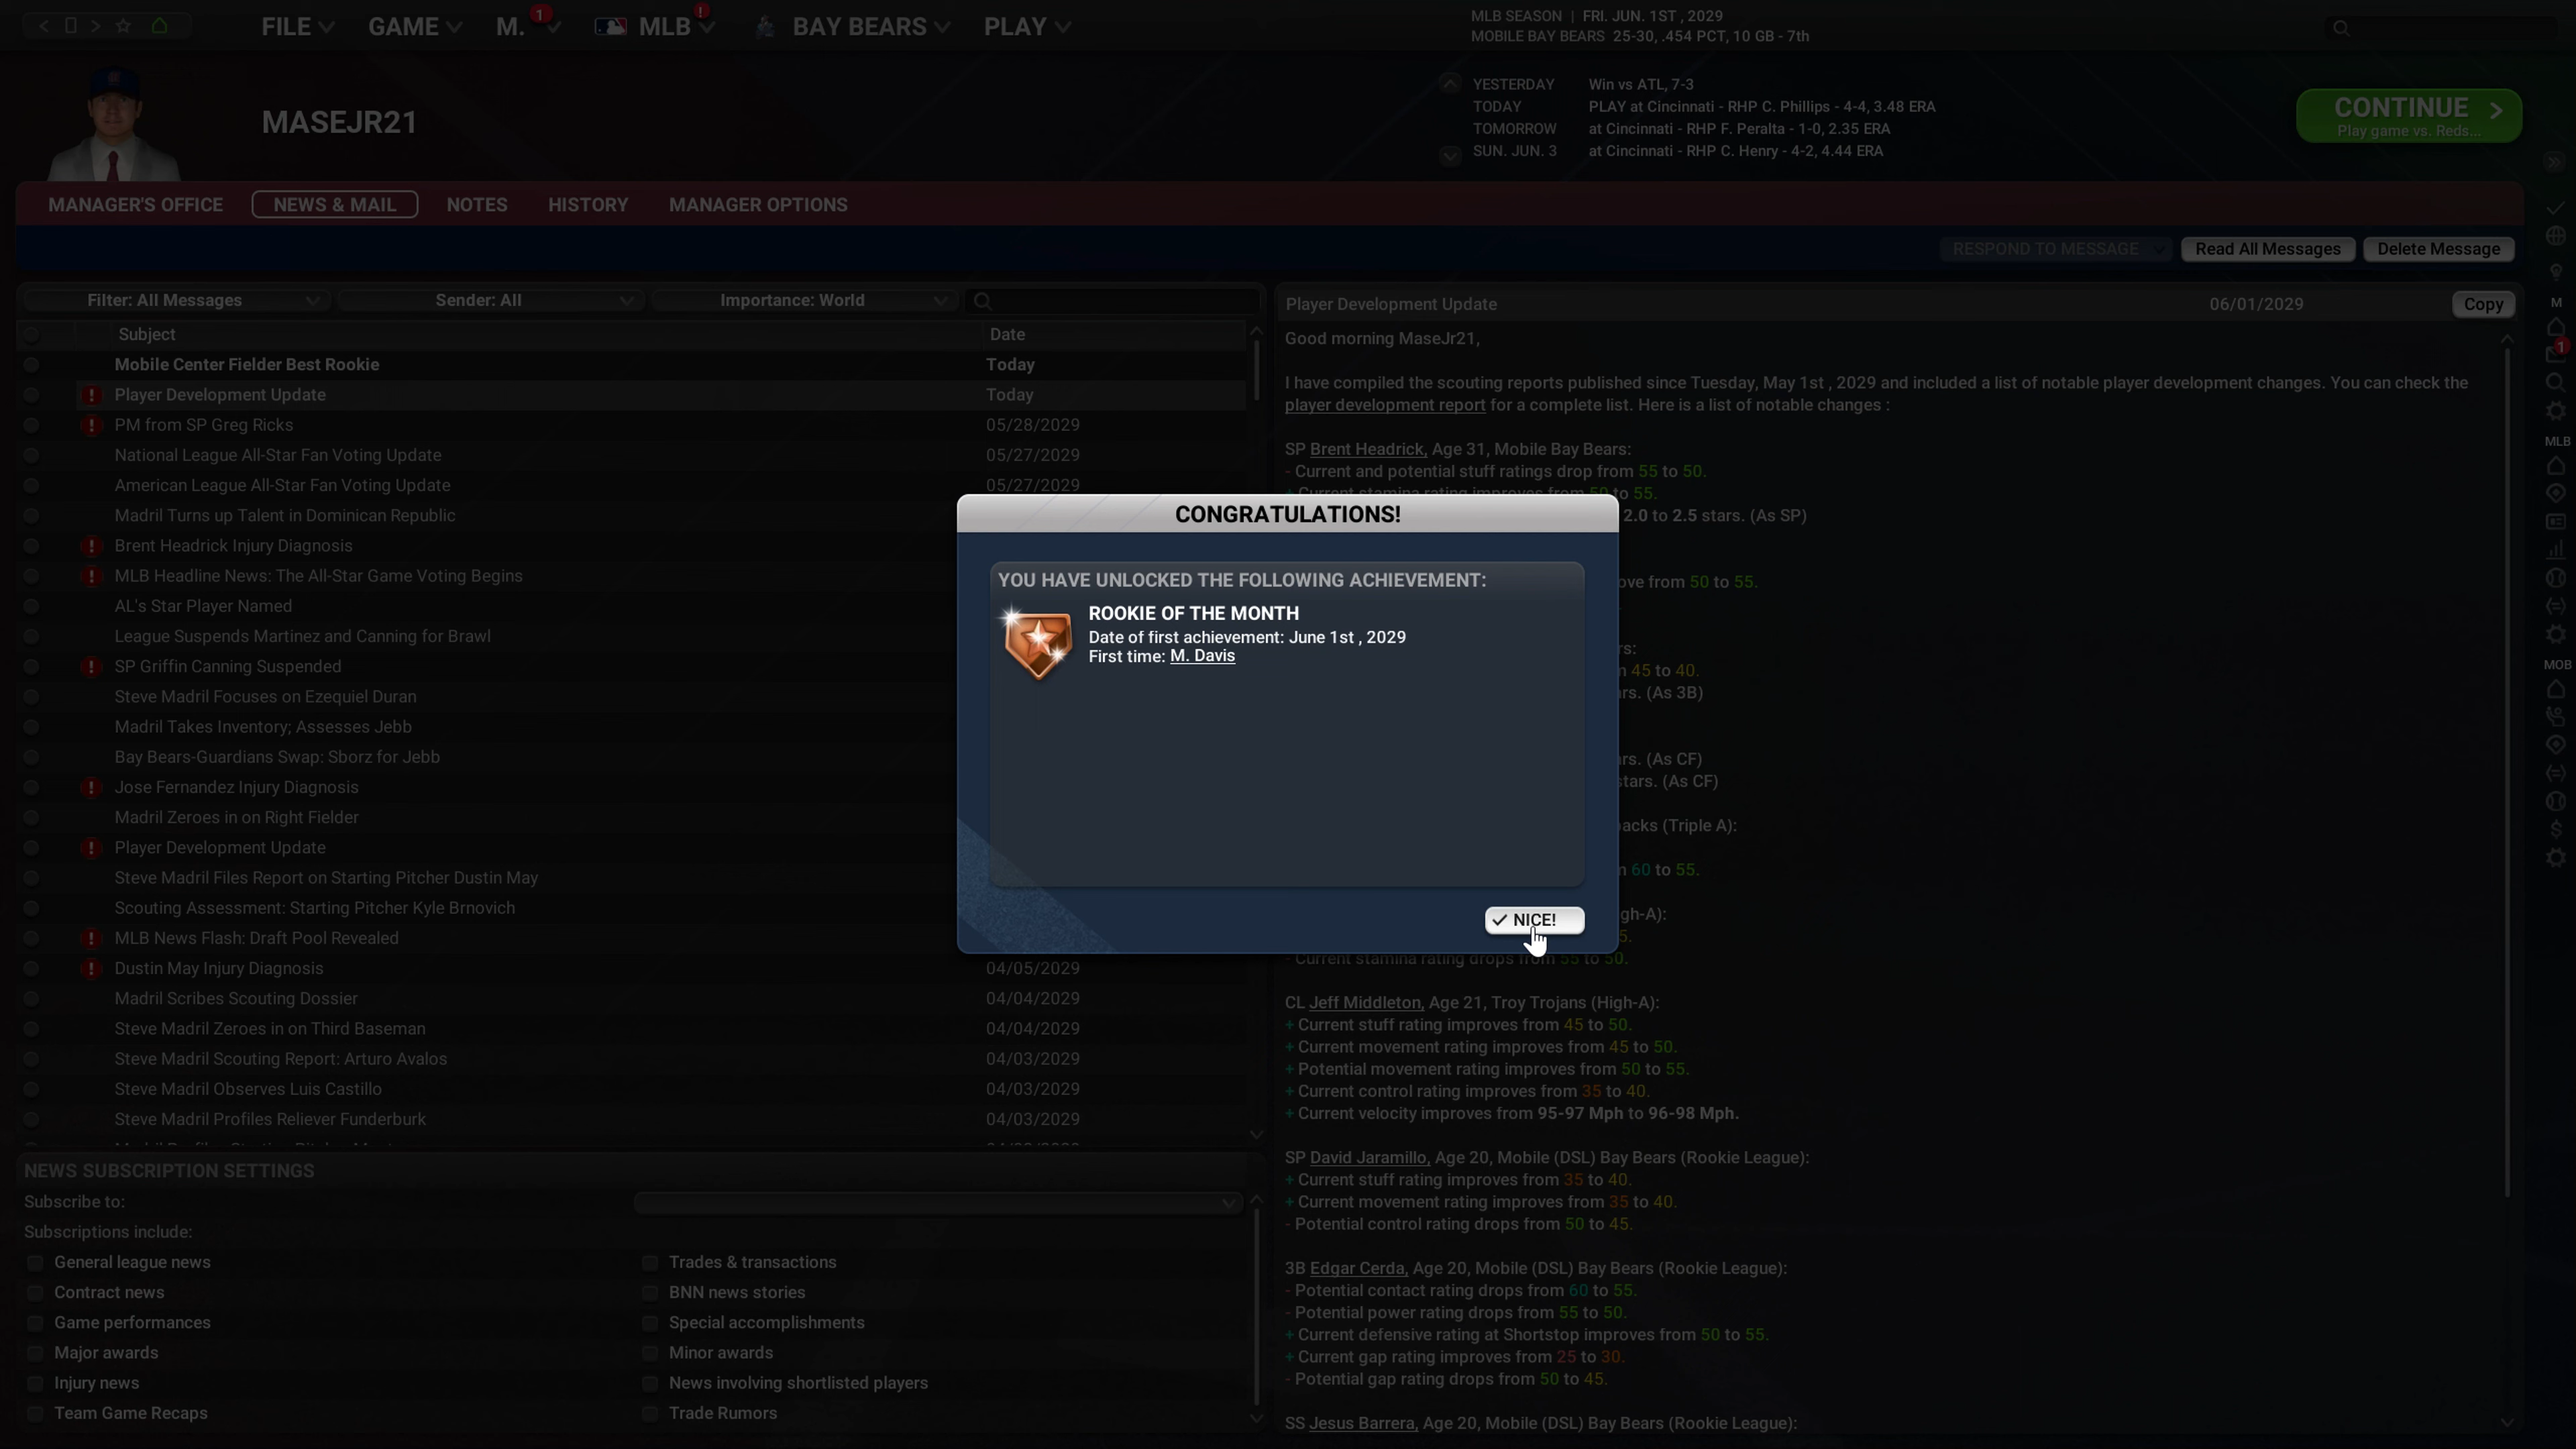 FILE GAME M. 1 MLB ! BAY BEARS PLAY
MLB SEASON | FRI. JUN. 1ST , 2029
MOBILE BAY BEARS 25-30, .454 PCT, 10 GB - 7th
MASEJR21
YESTERDAY Win vs ATL, 7-3
TODAY PLAY at Cincinnati - RHP C. Phillips - 4-4, 3.48 ERA
TOMORROW at Cincinnati - RHP F. Peralta - 1-0, 2.35 ERA
SUN. JUN. 3 at Cincinnati - RHP C. Henry - 4-2, 4.44 ERA
CONTINUE
Play game vs. Reds...
MANAGER'S OFFICE NEWS & MAIL NOTES HISTORY MANAGER OPTIONS
RESPOND TO MESSAGE Read All Messages Delete Message
Filter: All Messages Sender: All Importance: World
Subject Date
Mobile Center Fielder Best Rookie Today
! Player Development Update Today
! PM from SP Greg Ricks 05/28/2029
National League All-Star Fan Voting Update 05/27/2029
American League All-Star Fan Voting Update 05/27/2029
Madril Turns up Talent in Dominican Republic
! Brent Headrick Injury Diagnosis
! MLB Headline News: The All-Star Game Voting Begins
AL's Star Player Named
League Suspends Martinez and Canning for Brawl
! SP Griffin Canning Suspended
Steve Madril Focuses on Ezequiel Duran
Madril Takes Inventory; Assesses Jebb
Bay Bears-Guardians Swap: Sborz for Jebb
! Jose Fernandez Injury Diagnosis
Madril Zeroes in on Right Fielder
! Player Development Update
Steve Madril Files Report on Starting Pitcher Dustin May
Scouting Assessment: Starting Pitcher Kyle Brnovich
! MLB News Flash: Draft Pool Revealed
! Dustin May Injury Diagnosis 04/05/2029
Madril Scribes Scouting Dossier 04/04/2029
Steve Madril Zeroes in on Third Baseman 04/04/2029
Steve Madril Scouting Report: Arturo Avalos 04/03/2029
Steve Madril Observes Luis Castillo 04/03/2029
Steve Madril Profiles Reliever Funderburk 04/03/2029
NEWS SUBSCRIPTION SETTINGS
Subscribe to:
Subscriptions include:
General league news Trades & transactions
Contract news BNN news stories
Game performances Special accomplishments
Major awards Minor awards
Injury news News involving shortlisted players
Team Game Recaps Trade Rumors
Player Development Update 06/01/2029 Copy
Good morning MaseJr21,
I have compiled the scouting reports published since Tuesday, May 1st , 2029 and included a list of notable player development changes. You can check the
player development report for a complete list. Here is a list of notable changes :
SP Brent Headrick, Age 31, Mobile Bay Bears:
- Current and potential stuff ratings drop from 55 to 50.
+ Current stamina rating improves from 50 to 55.
2.0 to 2.5 stars. (As SP)
ove from 50 to 55.
rs:
45 to 40.
rs. (As 3B)
rs. (As CF)
stars. (As CF)
acks (Triple A):
60 to 55.
gh-A):
5.
- Current stamina rating drops from 55 to 50.
CL Jeff Middleton, Age 21, Troy Trojans (High-A):
+ Current stuff rating improves from 45 to 50.
+ Current movement rating improves from 45 to 50.
+ Potential movement rating improves from 50 to 55.
+ Current control rating improves from 35 to 40.
+ Current velocity improves from 95-97 Mph to 96-98 Mph.
SP David Jaramillo, Age 20, Mobile (DSL) Bay Bears (Rookie League):
+ Current stuff rating improves from 35 to 40.
+ Current movement rating improves from 35 to 40.
- Potential control rating drops from 50 to 45.
3B Edgar Cerda, Age 20, Mobile (DSL) Bay Bears (Rookie League):
- Potential contact rating drops from 60 to 55.
- Potential power rating drops from 55 to 50.
+ Current defensive rating at Shortstop improves from 50 to 55.
+ Current gap rating improves from 25 to 30.
- Potential gap rating drops from 50 to 45.
SS Jesus Barrera, Age 20, Mobile (DSL) Bay Bears (Rookie League):
CONGRATULATIONS!
YOU HAVE UNLOCKED THE FOLLOWING ACHIEVEMENT:
ROOKIE OF THE MONTH
Date of first achievement: June 1st , 2029
First time: M. Davis
NICE!
M
1
MLB
MOB